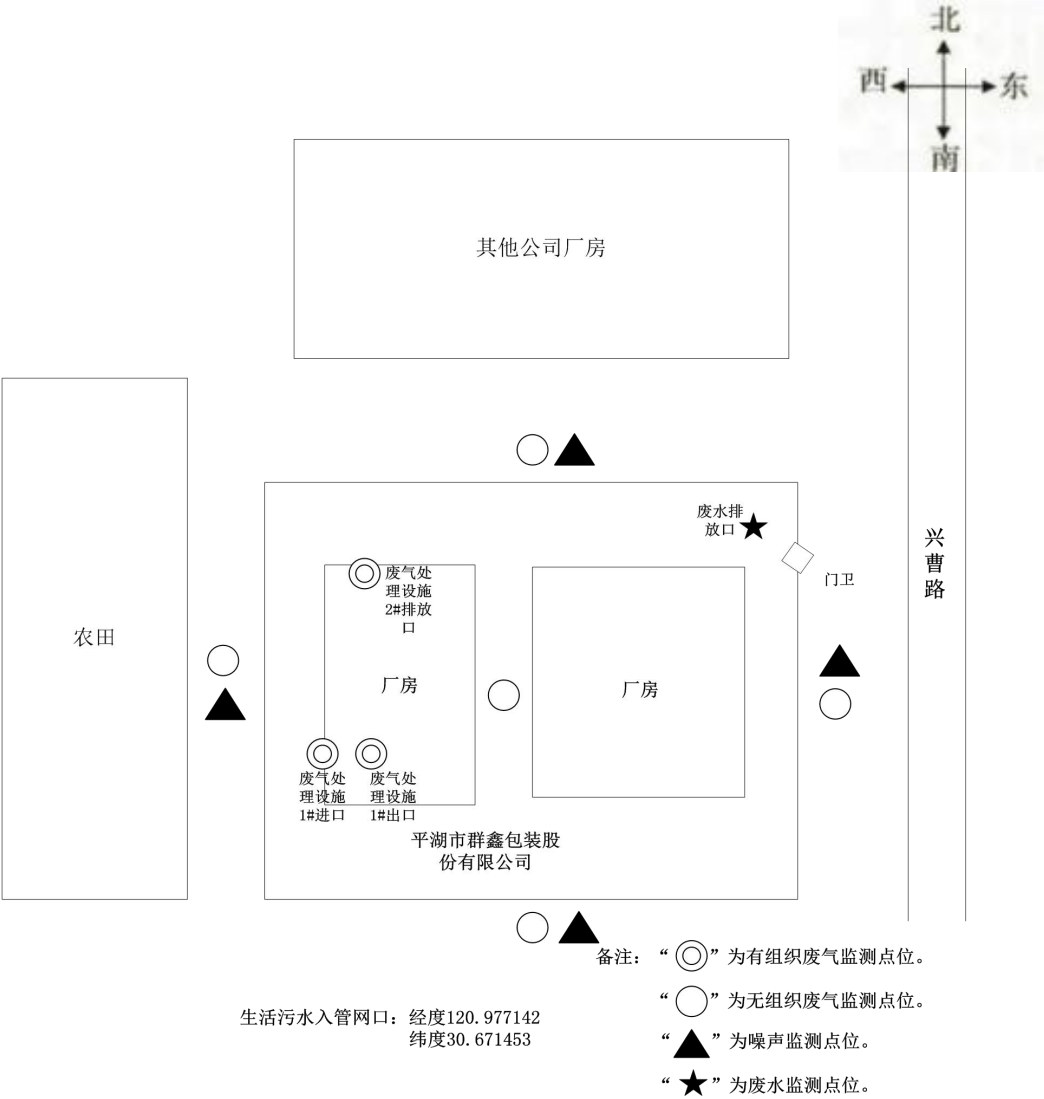 北
西
东
南
其他公司厂房
废水排
放口
门卫
兴
曹
路
废气处
理设施
2#排放
口
农田
厂房
厂房
废气处
理设施
1#进口
废气处
理设施
1#出口
平湖市群鑫包装股
份有限公司
备注：“ ”为有组织废气监测点位。
“ ”为无组织废气监测点位。
“ ”为噪声监测点位。
“ ”为废水监测点位。
生活污水入管网口：经度120.977142
纬度30.671453